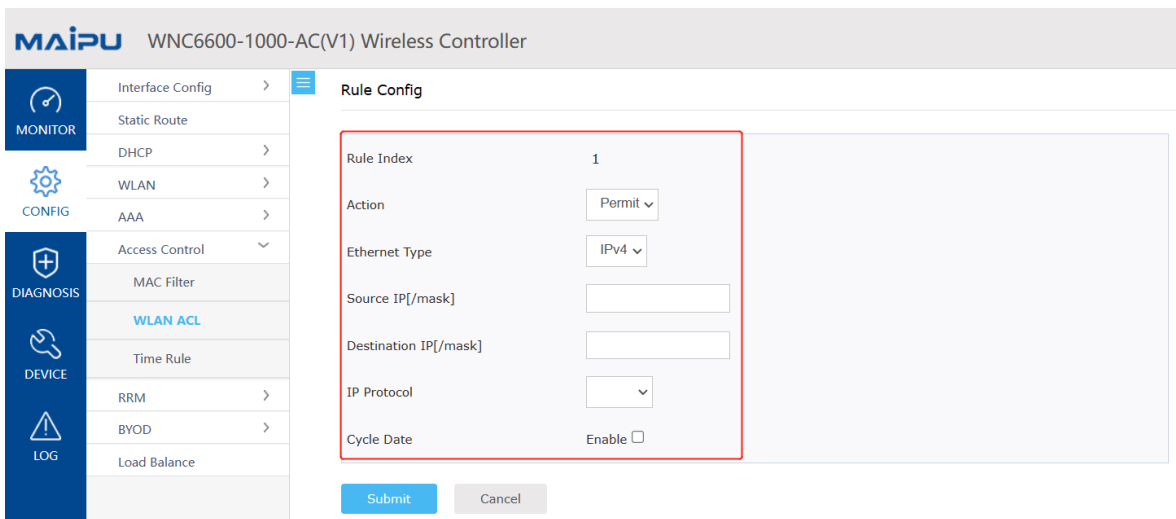 MAIPU WNC6600-1000-AC(V1) Wireless Controller
MONITOR
CONFIG
DIAGNOSIS
DEVICE
LOG
Interface Config
Static Route
DHCP
WLAN
AAA
Access Control
MAC Filter
WLAN ACL
Time Rule
RRM
BYOD
Load Balance
Rule Config
Rule Index 1
Action Permit
Ethernet Type IPv4
Source IP[/mask]
Destination IP[/mask]
IP Protocol
Cycle Date Enable
Submit Cancel